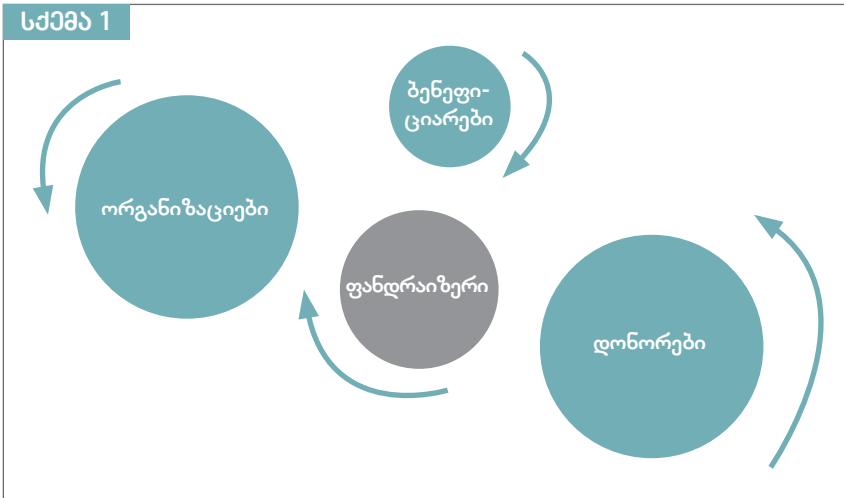 სქემა 1
ბენეფი-
ციარები
ორგანიზაციები
ფანდრაიზერი
დონორები